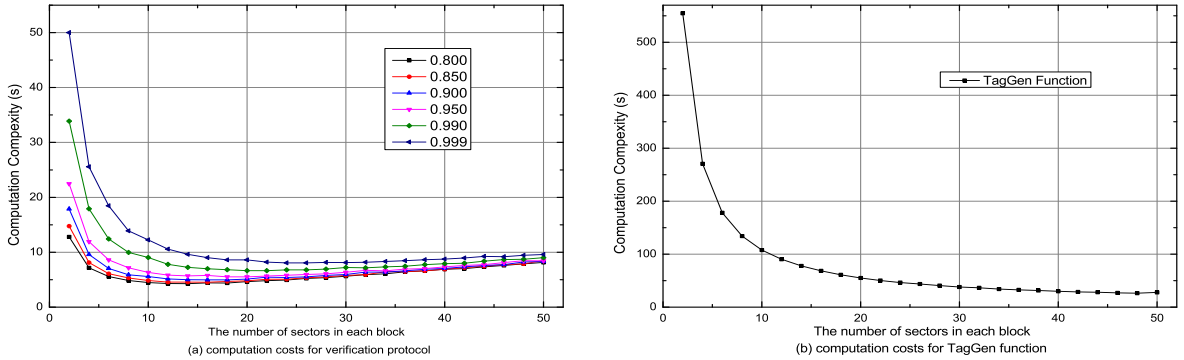 50
40
30
20
10
0
Computation Compexity (s)
0.800
0.850
0.900
0.950
0.990
0.999
0 10 20 30 40 50
The number of sectors in each block
(a) computation costs for verification protocol
500
400
300
200
100
0
Computation Compexity (s)
TagGen Function
0 10 20 30 40 50
The number of sectors in each block
(b) computation costs for TagGen function